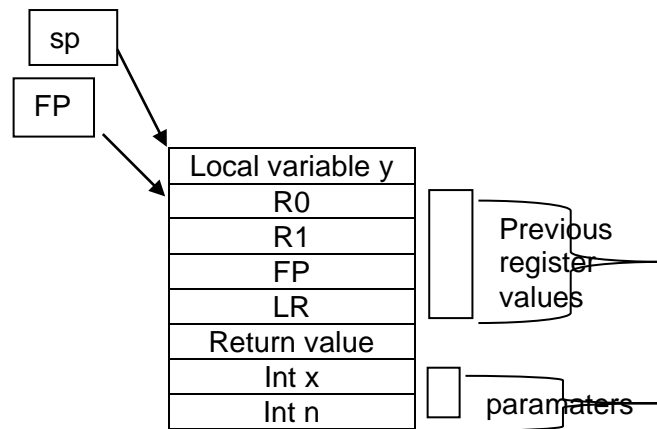 sp
FP
Local variable y
R0
R1
FP
LR
Return value
Int x
Int n
Previous
register
values
paramaters